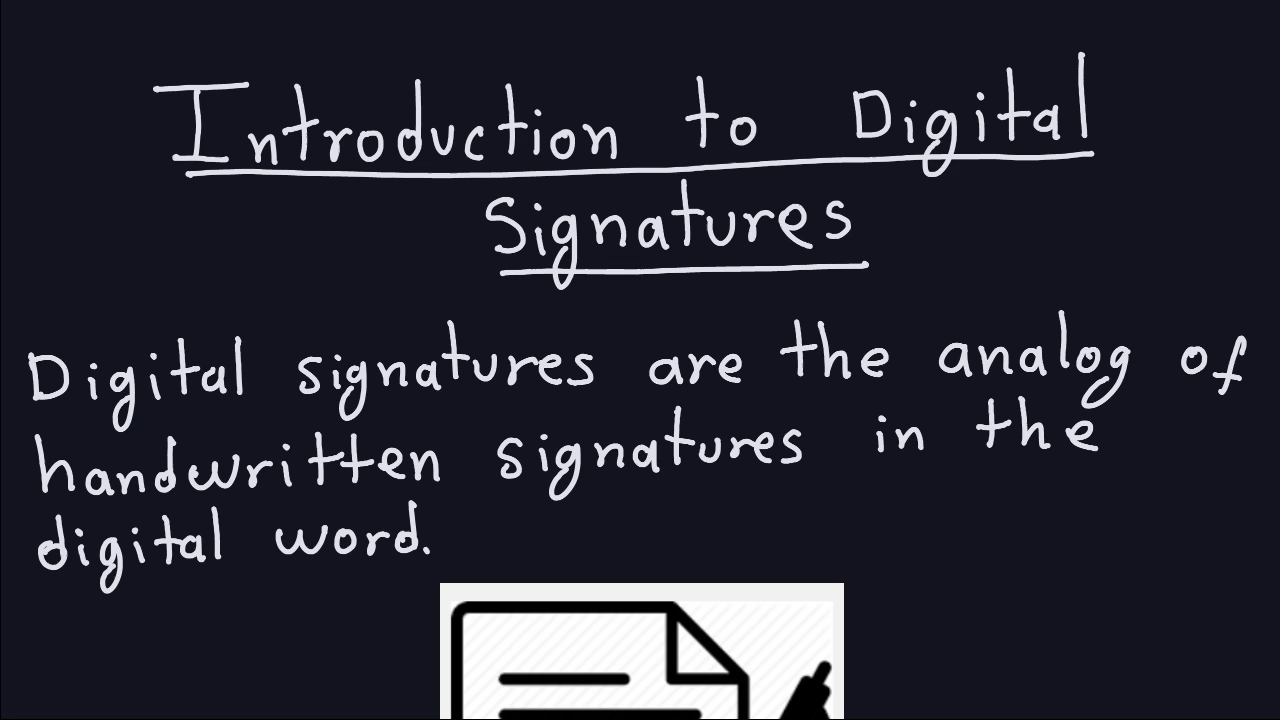 Introduction to Digital
Signatures
Digital signatures are the analog of
handwritten signatures in the
digital word.